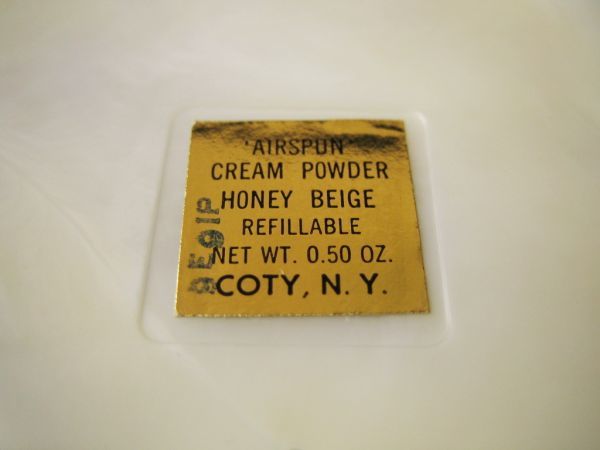 'AIRSPUN'
CREAM POWDER
HONEY BEIGE
REFILLABLE
NET WT. 0.50 OZ.
COTY, N. Y.